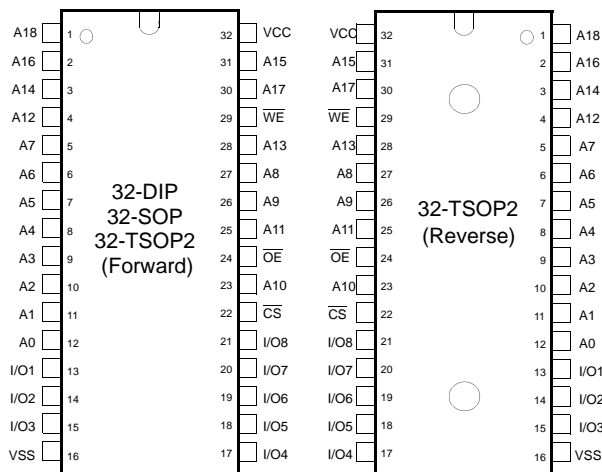 A18 1 32 VCC VCC 32 1 A18
A16 2 31 A15 A15 31 2 A16
A14 3 30 A17 A17 30 3 A14
A12 4 29 W̅E̅ W̅E̅ 29 4 A12
A7 5 28 A13 A13 28 5 A7
A6 6 27 A8 A8 27 6 A6
A5 7 26 A9 A9 26 7 A5
A4 8 25 A11 A11 25 8 A4
A3 9 24 O̅E̅ O̅E̅ 24 9 A3
A2 10 23 A10 A10 23 10 A2
A1 11 22 C̅S̅ C̅S̅ 22 11 A1
A0 12 21 I/O8 I/O8 21 12 A0
I/O1 13 20 I/O7 I/O7 20 13 I/O1
I/O2 14 19 I/O6 I/O6 19 14 I/O2
I/O3 15 18 I/O5 I/O5 18 15 I/O3
VSS 16 17 I/O4 I/O4 17 16 VSS
32-DIP
32-SOP
32-TSOP2
(Forward)
32-TSOP2
(Reverse)